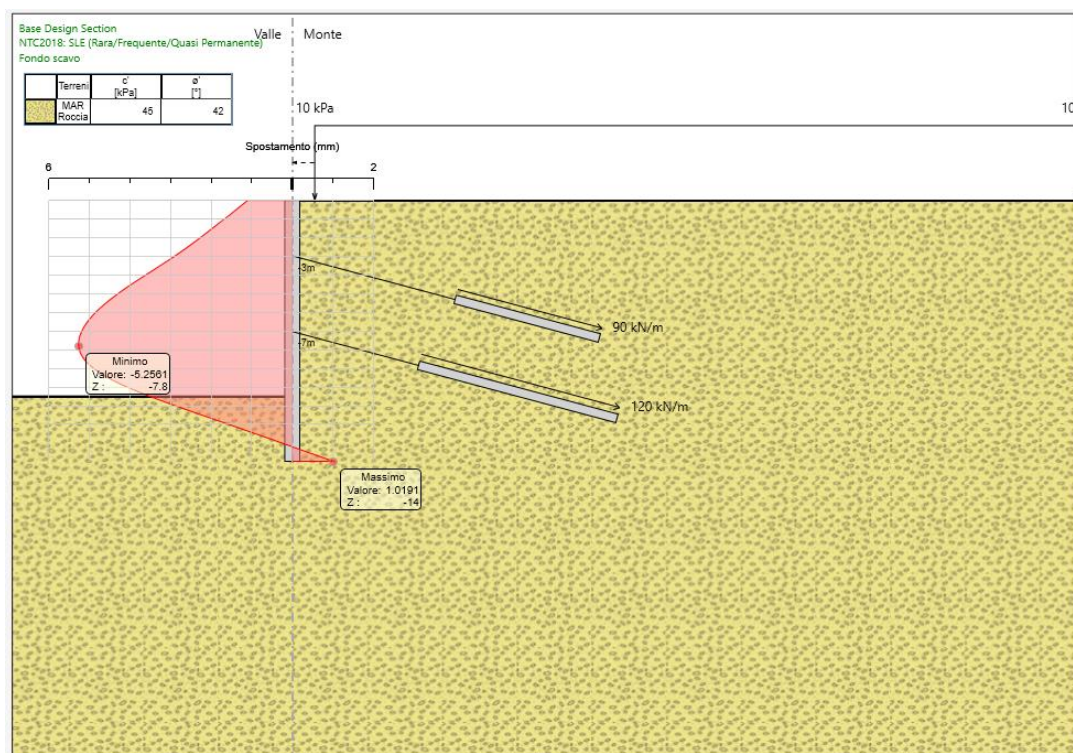 Base Design Section
NTC2018: SLE (Rara/Frequente/Quasi Permanente)
Fondo scavo
Valle
Monte
Terreni c' [kPa] ø' [°]
MAR Roccia 45 42
10 kPa
10
Spostamento (mm)
6 2
-3m
90 kN/m
-7m
Minimo
Valore: -5.2561
Z : -7.8
120 kN/m
Massimo
Valore: 1.0191
Z : -14